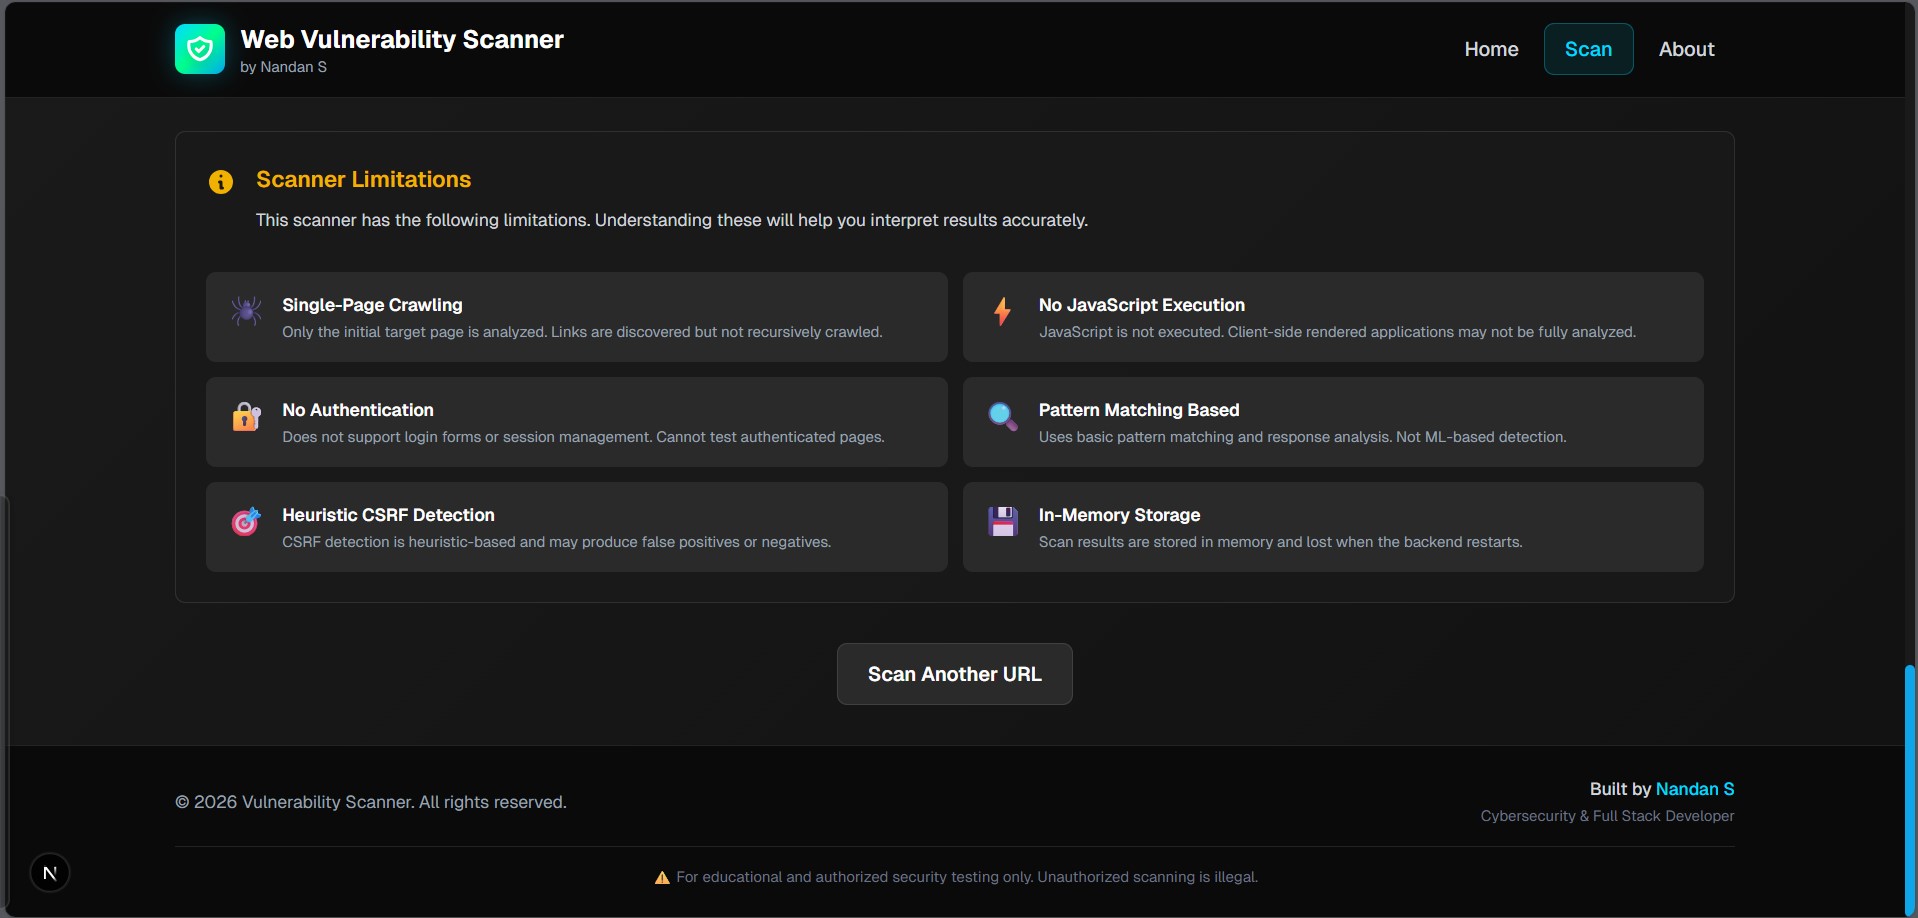 Web Vulnerability Scanner
by Nandan S
Home
Scan
About
Scanner Limitations
This scanner has the following limitations. Understanding these will help you interpret results accurately.
Single-Page Crawling
Only the initial target page is analyzed. Links are discovered but not recursively crawled.
No JavaScript Execution
JavaScript is not executed. Client-side rendered applications may not be fully analyzed.
No Authentication
Does not support login forms or session management. Cannot test authenticated pages.
Pattern Matching Based
Uses basic pattern matching and response analysis. Not ML-based detection.
Heuristic CSRF Detection
CSRF detection is heuristic-based and may produce false positives or negatives.
In-Memory Storage
Scan results are stored in memory and lost when the backend restarts.
Scan Another URL
© 2026 Vulnerability Scanner. All rights reserved.
Built by Nandan S
Cybersecurity & Full Stack Developer
N
⚠️ For educational and authorized security testing only. Unauthorized scanning is illegal.